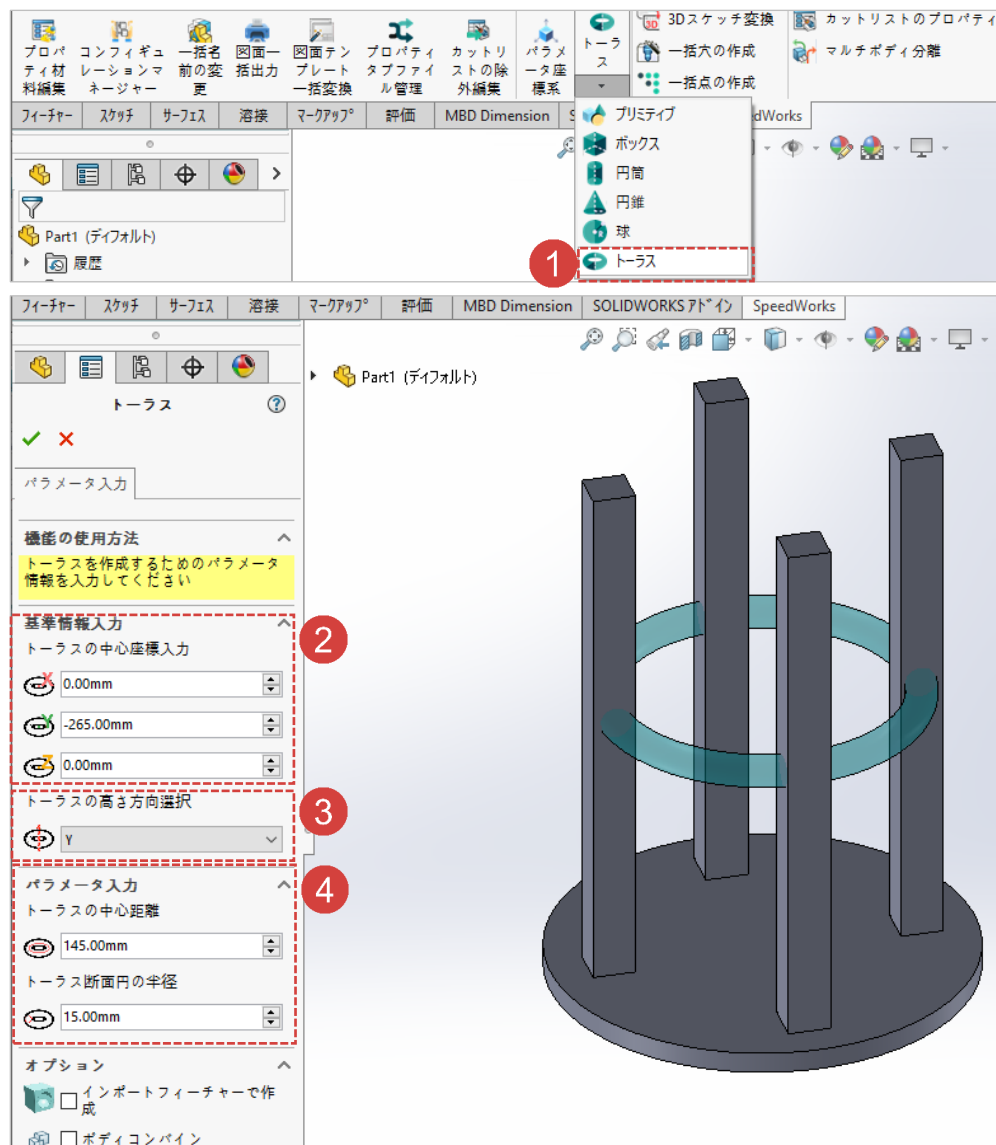 プロパ
ティ材
料編集
コンフィギュ
レーションマ
ネージャー
一括名
前の変
更
図面一
括出力
図面テン
プレート
一括変換
プロパティ
タブファイ
ル管理
カットリ
ストの除
外編集
パラメ
ータ座
標系
トーラ
ス
3Dスケッチ変換
一括穴の作成
一括点の作成
カットリストのプロパティ
マルチボディ分離
フィーチャー スケッチ サーフェス 溶接 マークアップ 評価 MBD Dimension S
edWorks
プリミティブ
ボックス
円筒
円錐
球
トーラス
1
Part1 (デイフォルト)
履歴
フィーチャー スケッチ サーフェス 溶接 マークアップ 評価 MBD Dimension SOLIDWORKS アドイン SpeedWorks
Part1 (デイフォルト)
トーラス
パラメータ入力
機能の使用方法
トーラスを作成するためのパラメータ
情報を入力してください
基準情報入力
2
トーラスの中心座標入力
0.00mm
-265.00mm
0.00mm
トーラスの高さ方向選択
3
Y
パラメータ入力
4
トーラスの中心距離
145.00mm
トーラス断面円の半径
15.00mm
オプション
インポートフィーチャーで作
成
ボディコンバイン